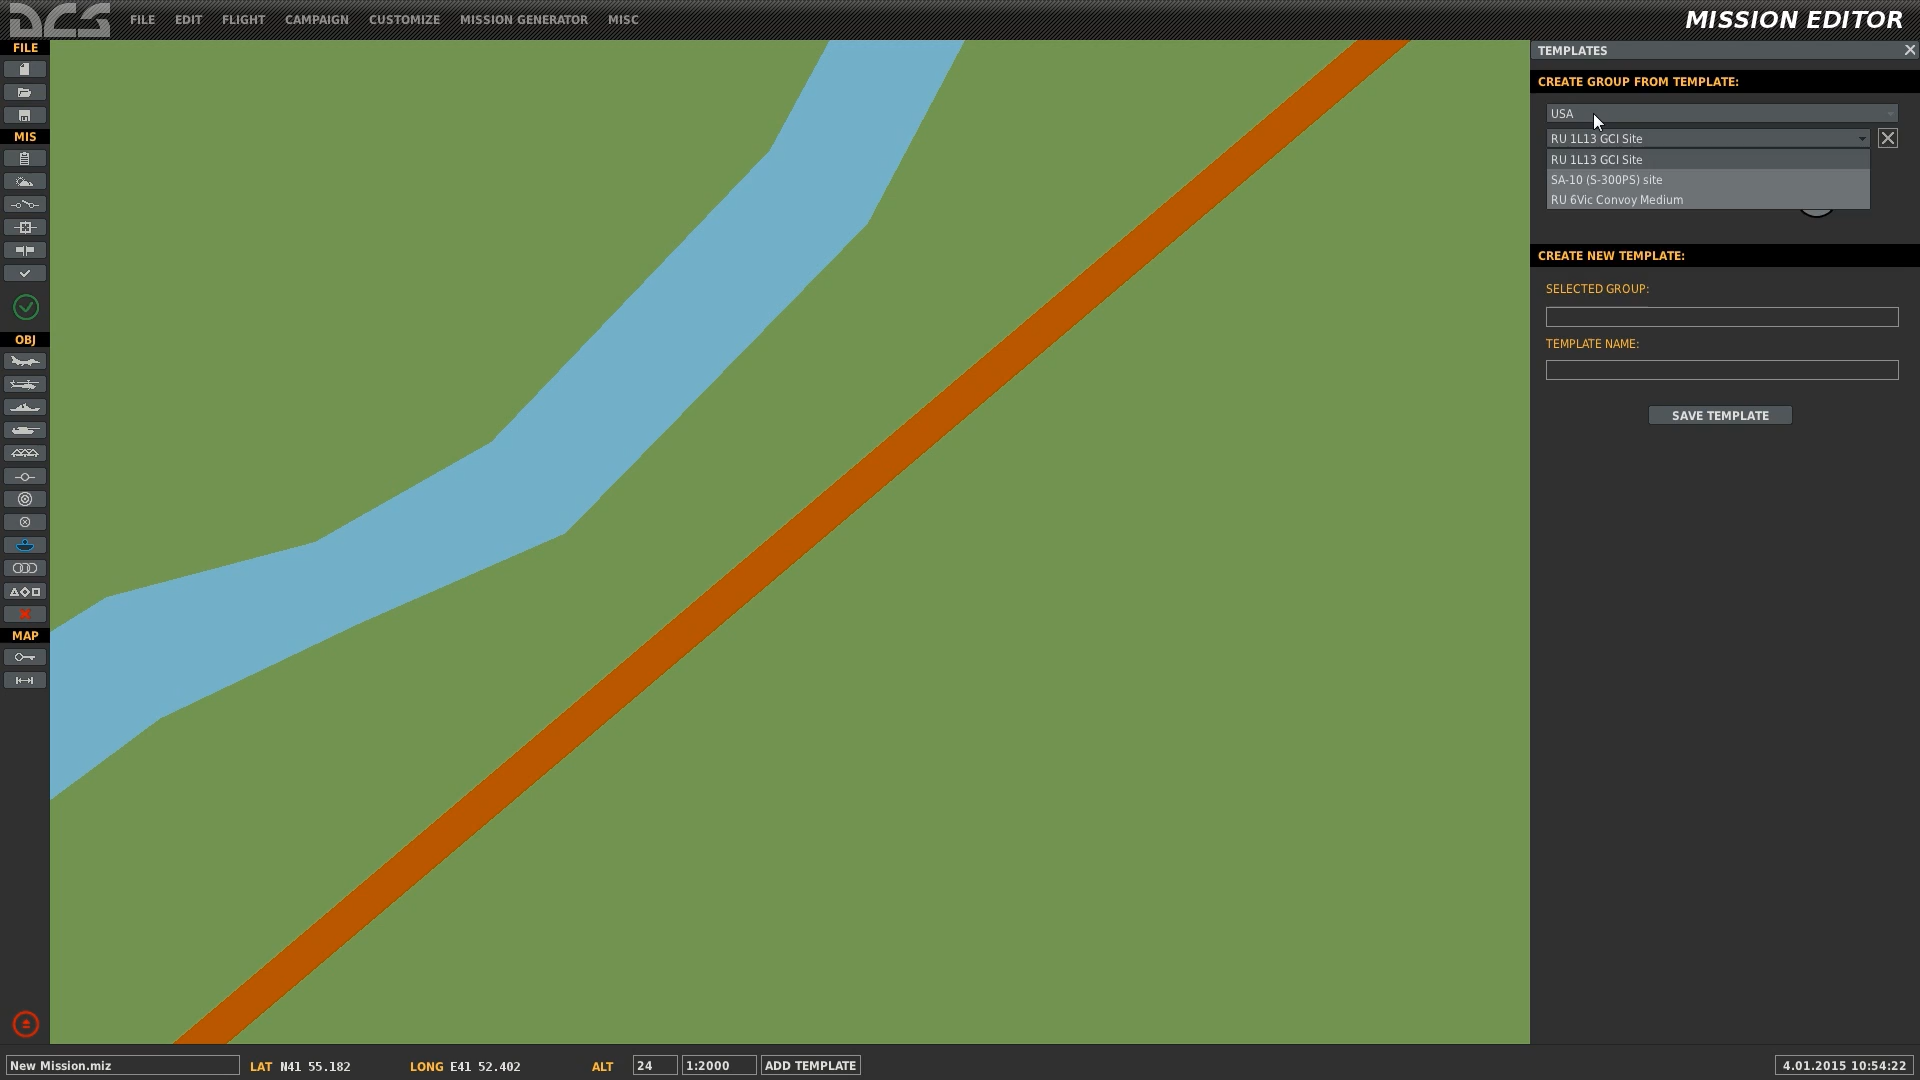 DCS FILE EDIT FLIGHT CAMPAIGN CUSTOMIZE MISSION GENERATOR MISC MISSION EDITOR
FILE
MIS
OBJ
MAP
TEMPLATES
CREATE GROUP FROM TEMPLATE:
USA
RU 1L13 GCI Site
RU 1L13 GCI Site
SA-10 (S-300PS) site
RU 6Vic Convoy Medium
CREATE NEW TEMPLATE:
SELECTED GROUP:
TEMPLATE NAME:
SAVE TEMPLATE
New Mission.miz LAT N41 55.182 LONG E41 52.402 ALT 24 1:2000 ADD TEMPLATE 4.01.2015 10:54:22